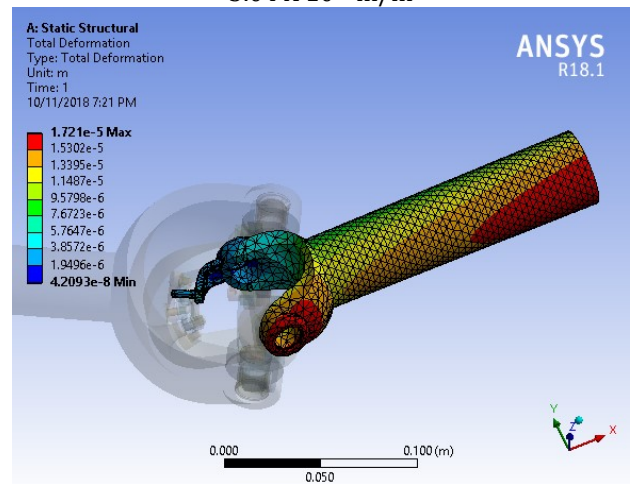 A: Static Structural
Total Deformation
Type: Total Deformation
Unit: m
Time: 1
10/11/2018 7:21 PM
ANSYS
R18.1
1.721e-5 Max
1.5302e-5
1.3395e-5
1.1487e-5
9.5798e-6
7.6723e-6
5.7647e-6
3.8572e-6
1.9496e-6
4.2093e-8 Min
Y
Z
X
0.000
0.100 (m)
0.050